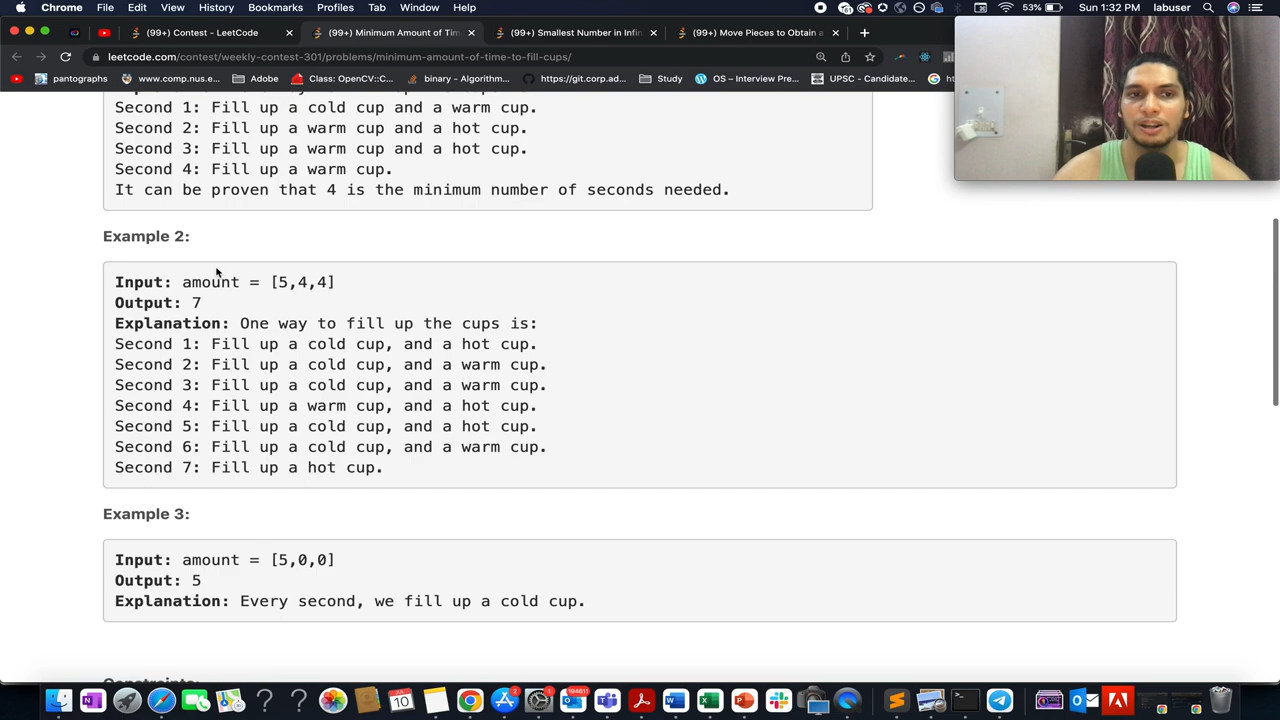 Chrome File Edit View History Bookmarks Profiles Tab Window Help
61
53% Sun 1:32 PM labuser
(99+) Contest - LeetCode
(99+) Minimum Amount of Tim
(99+) Smallest Number in Infin
(99+) Move Pieces to Obtain a
leetcode.com/contest/weekly-contest-301/problems/minimum-amount-of-time-to-fill-cups/
pantographs
www.comp.nus.e...
Adobe
Class: OpenCV::C...
binary - Algorithm...
https://git.corp.ad...
Study
OS – Interview Pre...
UPSC - Candidate...
Second 1: Fill up a cold cup and a warm cup.
Second 2: Fill up a warm cup and a hot cup.
Second 3: Fill up a warm cup and a hot cup.
Second 4: Fill up a warm cup.
It can be proven that 4 is the minimum number of seconds needed.
Example 2:
Input: amount = [5,4,4]
Output: 7
Explanation: One way to fill up the cups is:
Second 1: Fill up a cold cup, and a hot cup.
Second 2: Fill up a cold cup, and a warm cup.
Second 3: Fill up a cold cup, and a warm cup.
Second 4: Fill up a warm cup, and a hot cup.
Second 5: Fill up a cold cup, and a hot cup.
Second 6: Fill up a cold cup, and a warm cup.
Second 7: Fill up a hot cup.
Example 3:
Input: amount = [5,0,0]
Output: 5
Explanation: Every second, we fill up a cold cup.